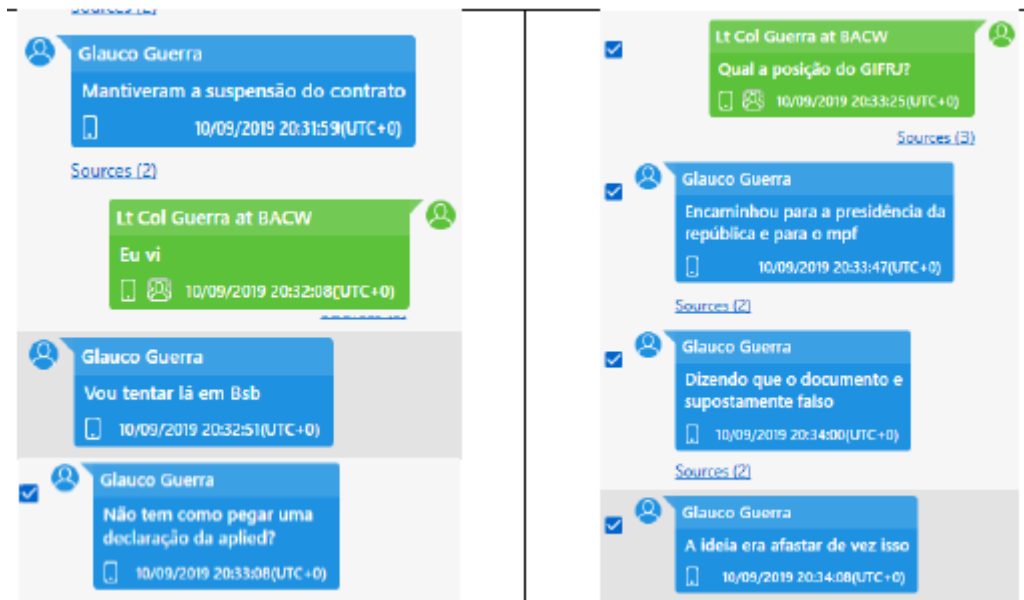 Glauco Guerra
Mantiveram a suspensão do contrato
10/09/2019 20:31:59(UTC+0)
Sources (2)
Lt Col Guerra at BACW
Eu vi
10/09/2019 20:32:08(UTC+0)
Glauco Guerra
Vou tentar lá em Bsb
10/09/2019 20:32:51(UTC+0)
Glauco Guerra
Não tem como pegar uma
declaração da aplied?
10/09/2019 20:33:08(UTC+0)
Lt Col Guerra at BACW
Qual a posição do GIFRJ?
10/09/2019 20:33:25(UTC+0)
Sources (3)
Glauco Guerra
Encaminhou para a presidência da
república e para o mpf
10/09/2019 20:33:47(UTC+0)
Sources (2)
Glauco Guerra
Dizendo que o documento e
supostamente falso
10/09/2019 20:34:00(UTC+0)
Sources (2)
Glauco Guerra
A ideia era afastar de vez isso
10/09/2019 20:34:08(UTC+0)